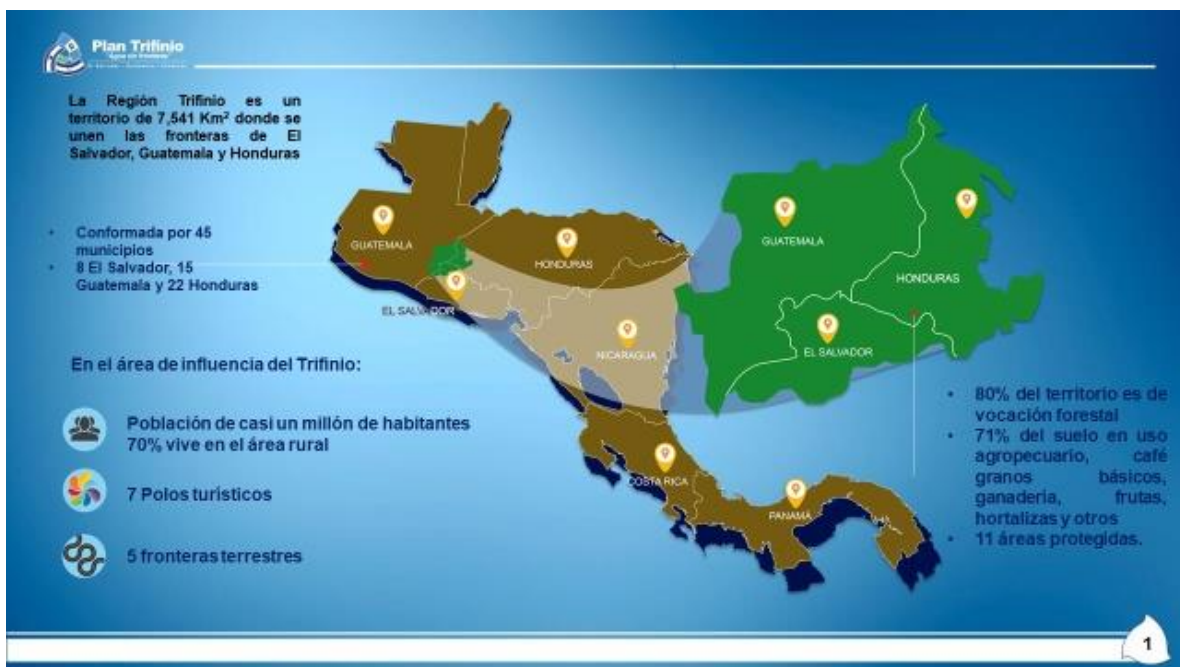 Plan Trifinio
La Región Trifinio es un
territorio de 7,541 Km² donde se
unen las fronteras de El
Salvador, Guatemala y Honduras
• Conformada por 45
municipios
• 8 El Salvador, 15
Guatemala y 22 Honduras
En el área de influencia del Trifinio:
Población de casi un millón de habitantes
70% vive en el área rural
7 Polos turísticos
5 fronteras terrestres
GUATEMALA
HONDURAS
EL SALVADOR
NICARAGUA
COSTA RICA
PANAMÁ
GUATEMALA
HONDURAS
EL SALVADOR
• 80% del territorio es de
vocación forestal
• 71% del suelo en uso
agropecuario, café
granos básicos,
ganadería, frutas,
hortalizas y otros
• 11 áreas protegidas.
1